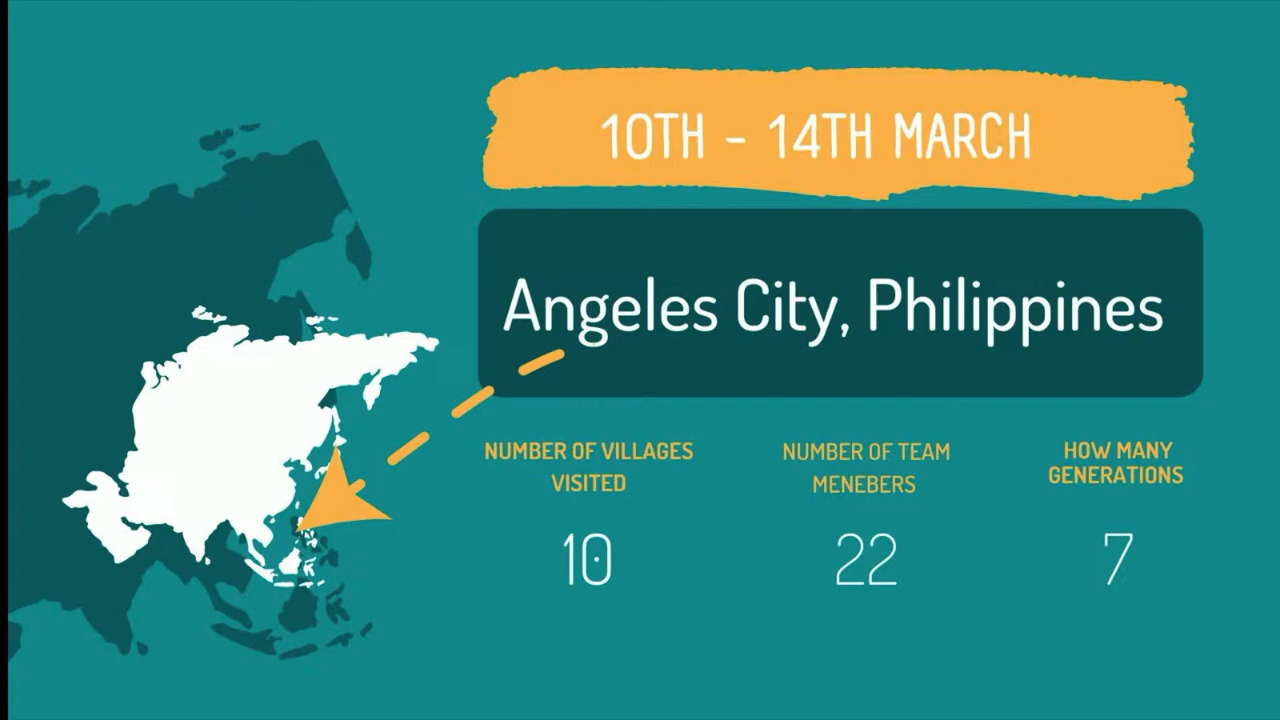 10TH - 14TH MARCH
Angeles City, Philippines
NUMBER OF VILLAGES
VISITED
10
NUMBER OF TEAM
MENEBERS
22
HOW MANY
GENERATIONS
7